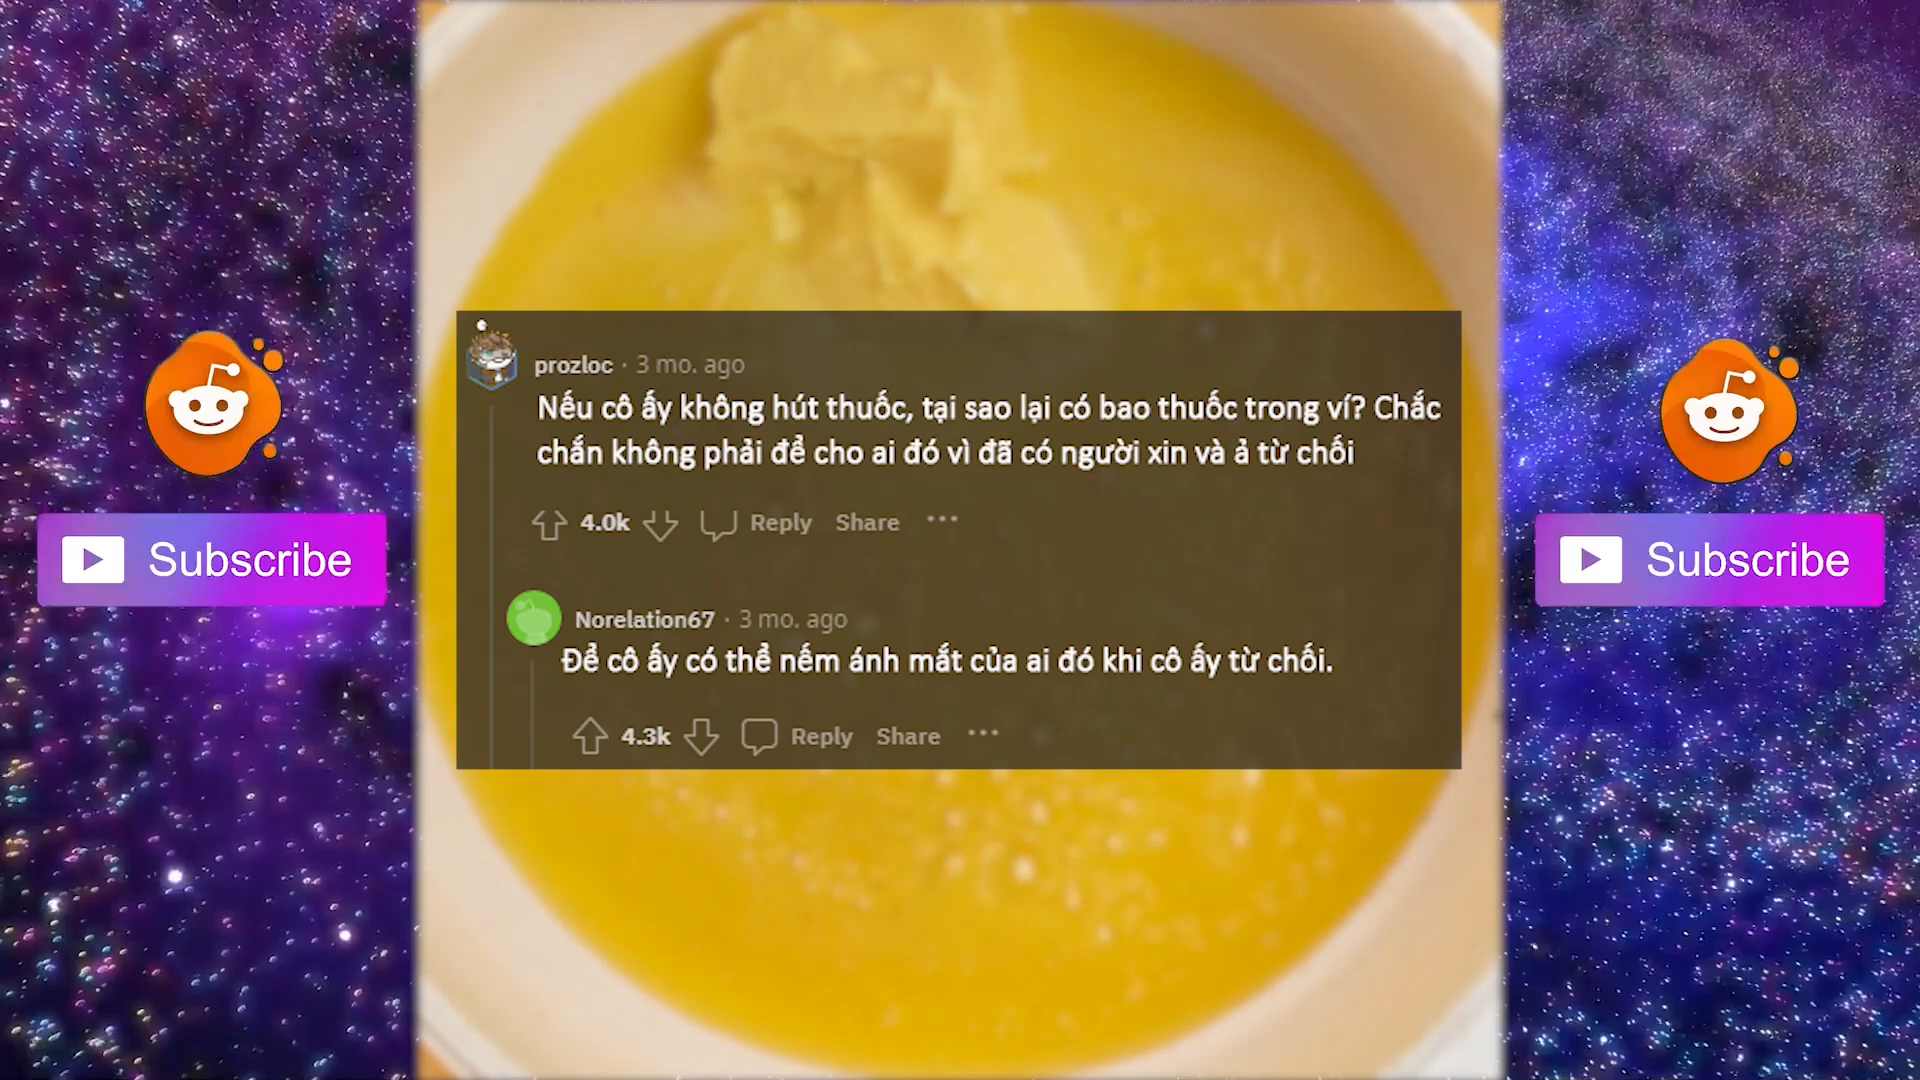 prozloc · 3 mo. ago
Nếu cô ấy không hút thuốc, tại sao lại có bao thuốc trong ví? Chắc
chắn không phải để cho ai đó vì đã có người xin và ả từ chối
4.0k Reply Share ...
Subscribe
Subscribe
Norelation67 · 3 mo. ago
Để cô ấy có thể nếm ánh mắt của ai đó khi cô ấy từ chối.
4.3k Reply Share ...